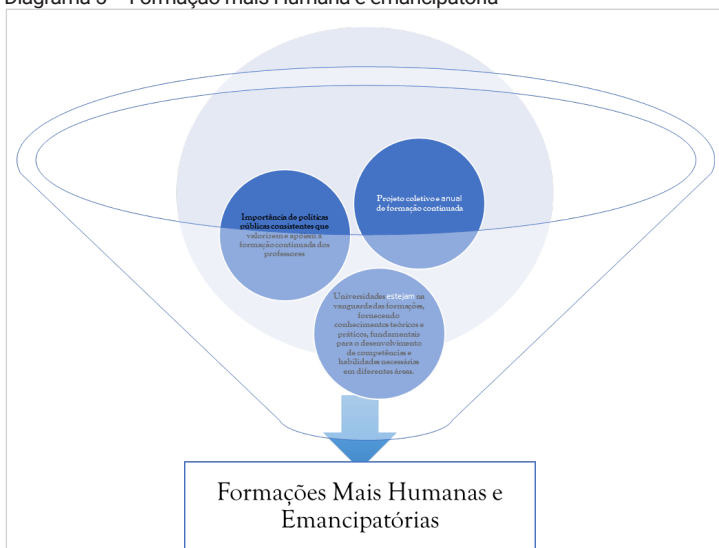 Diagrama 3 – Formação mais Humana e emancipatória
Importância de políticas
públicas consistentes que
valorizem e apoiem a
formação continuada dos
professores
Projeto coletivo e anual
de formação continuada
Universidades estejam na
vanguarda das formações,
fornecendo
conhecimentos teóricos e
práticos, fundamentais
para o desenvolvimento
de competências e
habilidades necessárias
em diferentes áreas.
Formações Mais Humanas e
Emancipatórias